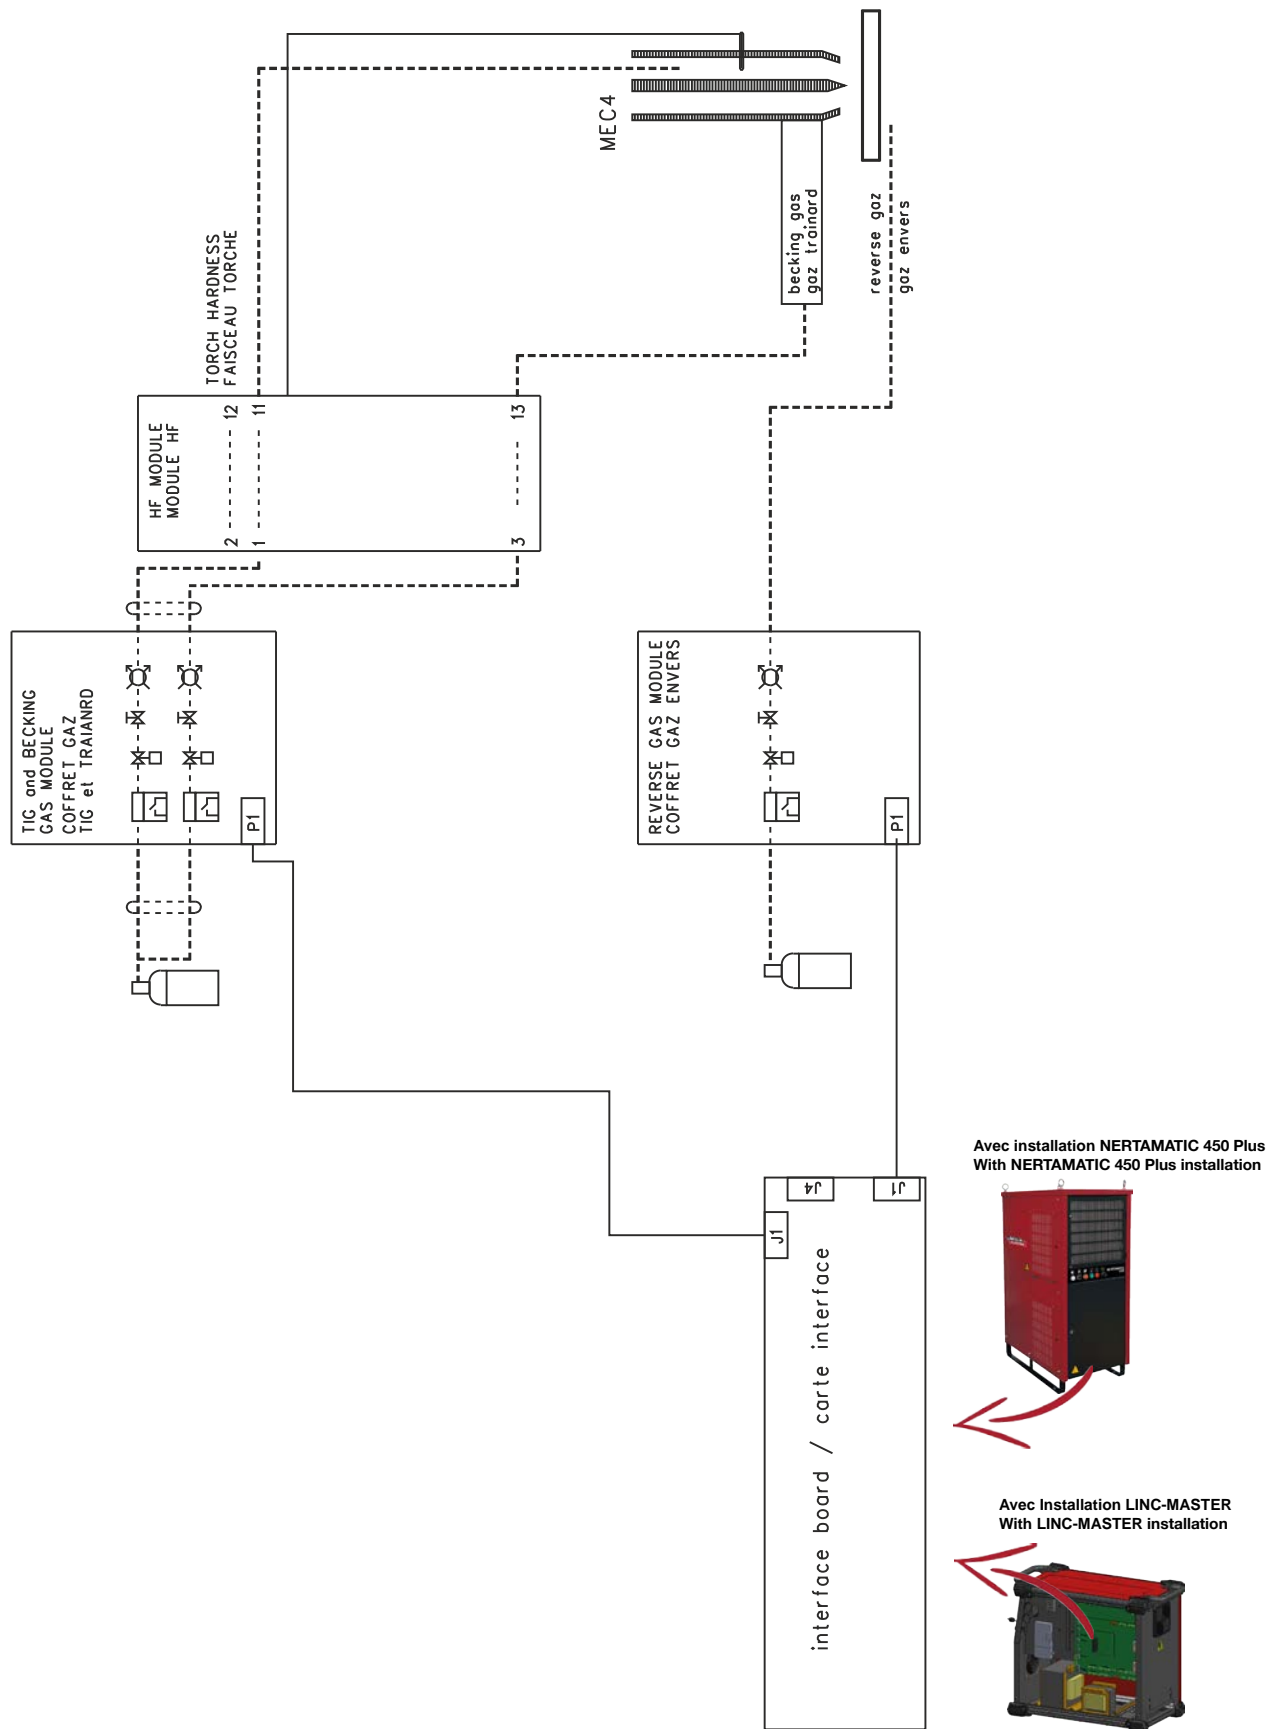 MEC4
becking gas
gaz trainard
reverse gaz
gaz envers
TORCH HARDNESS
FAISCEAU TORCHE
HF MODULE
MODULE HF
2 12
1 11
3 13
TIG and BECKING
GAS MODULE
COFFRET GAZ
TIG et TRAIANRD
P1
REVERSE GAS MODULE
COFFRET GAZ ENVERS
P1
Avec installation NERTAMATIC 450 Plus
With NERTAMATIC 450 Plus installation
J4
J1
J1
interface board / carte interface
Avec Installation LINC-MASTER
With LINC-MASTER installation